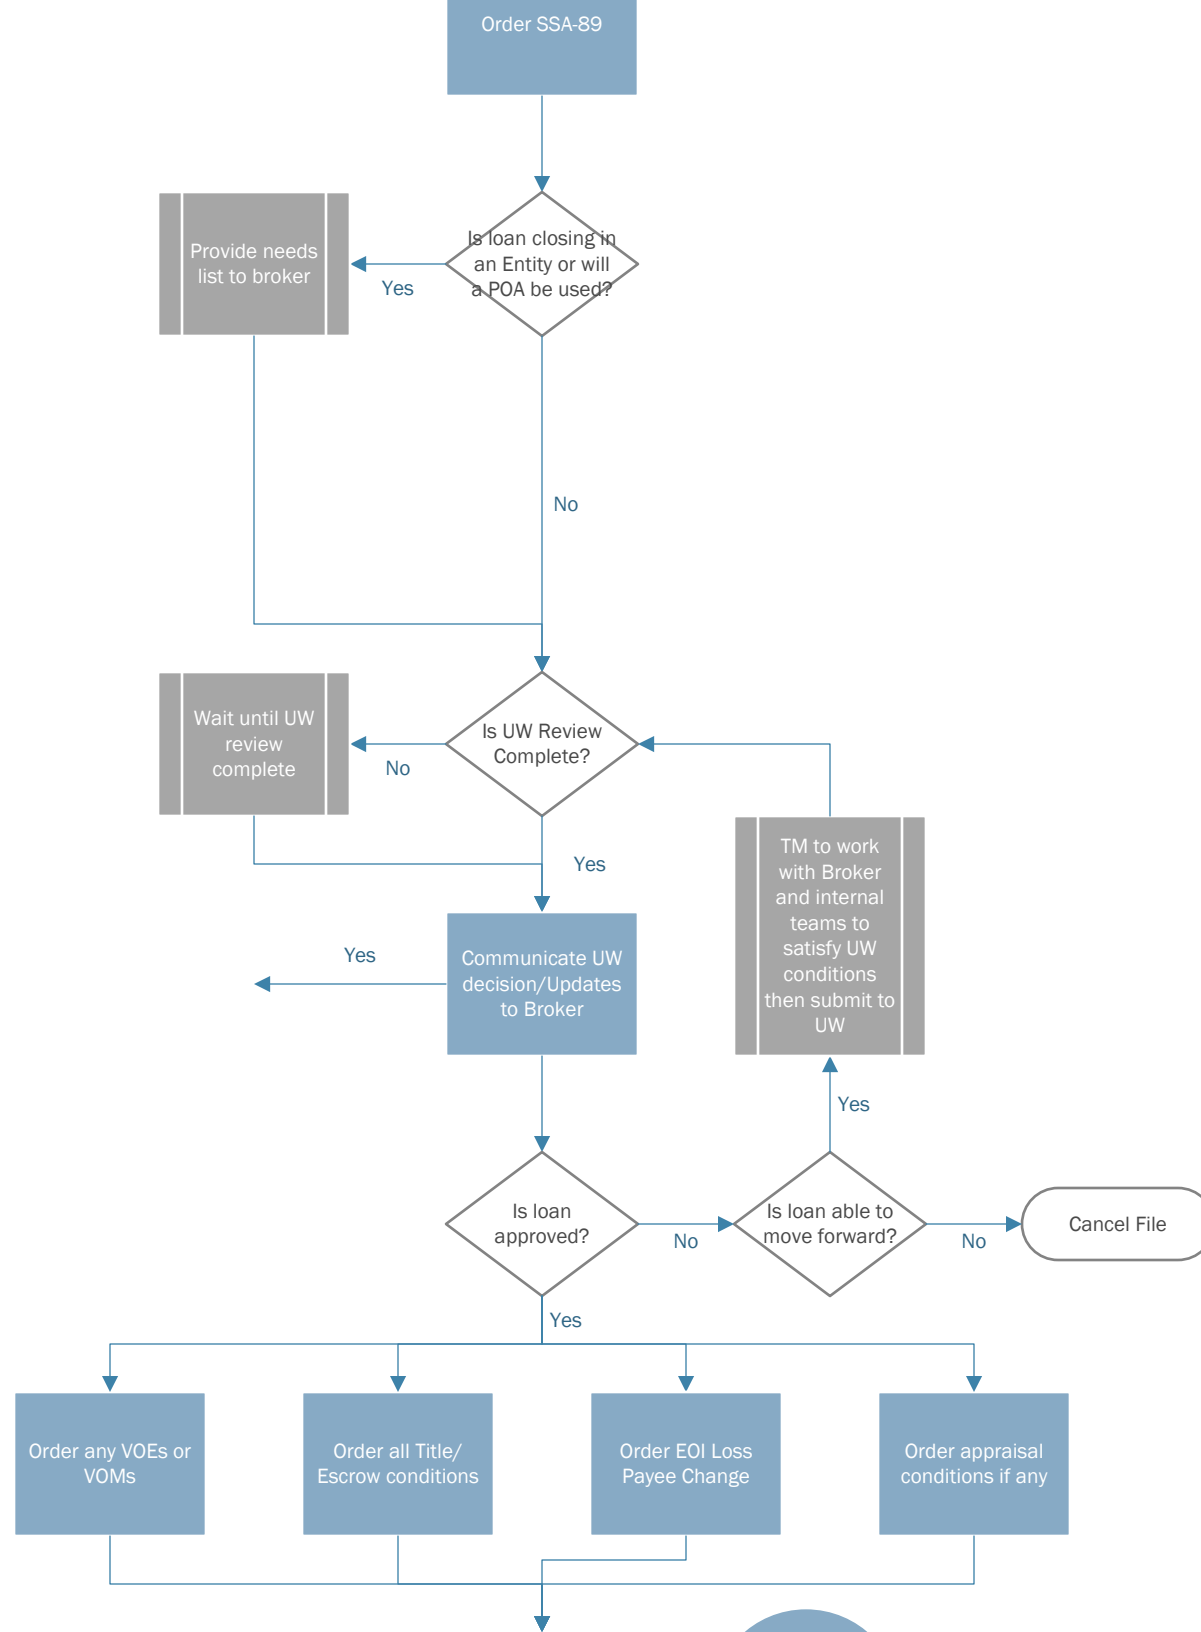 Order SSA-89
Is loan closing in
an Entity or will
a POA be used?
Yes
Provide needs
list to broker
No
Is UW Review
Complete?
No
Wait until UW
review
complete
Yes
Communicate UW
decision/Updates
to Broker
Yes
TM to work
with Broker
and internal
teams to
satisfy UW
conditions
then submit to
UW
Yes
Is loan
approved?
No
Is loan able to
move forward?
No
Cancel File
Yes
Order any VOEs or
VOMs
Order all Title/
Escrow conditions
Order EOI Loss
Payee Change
Order appraisal
conditions if any